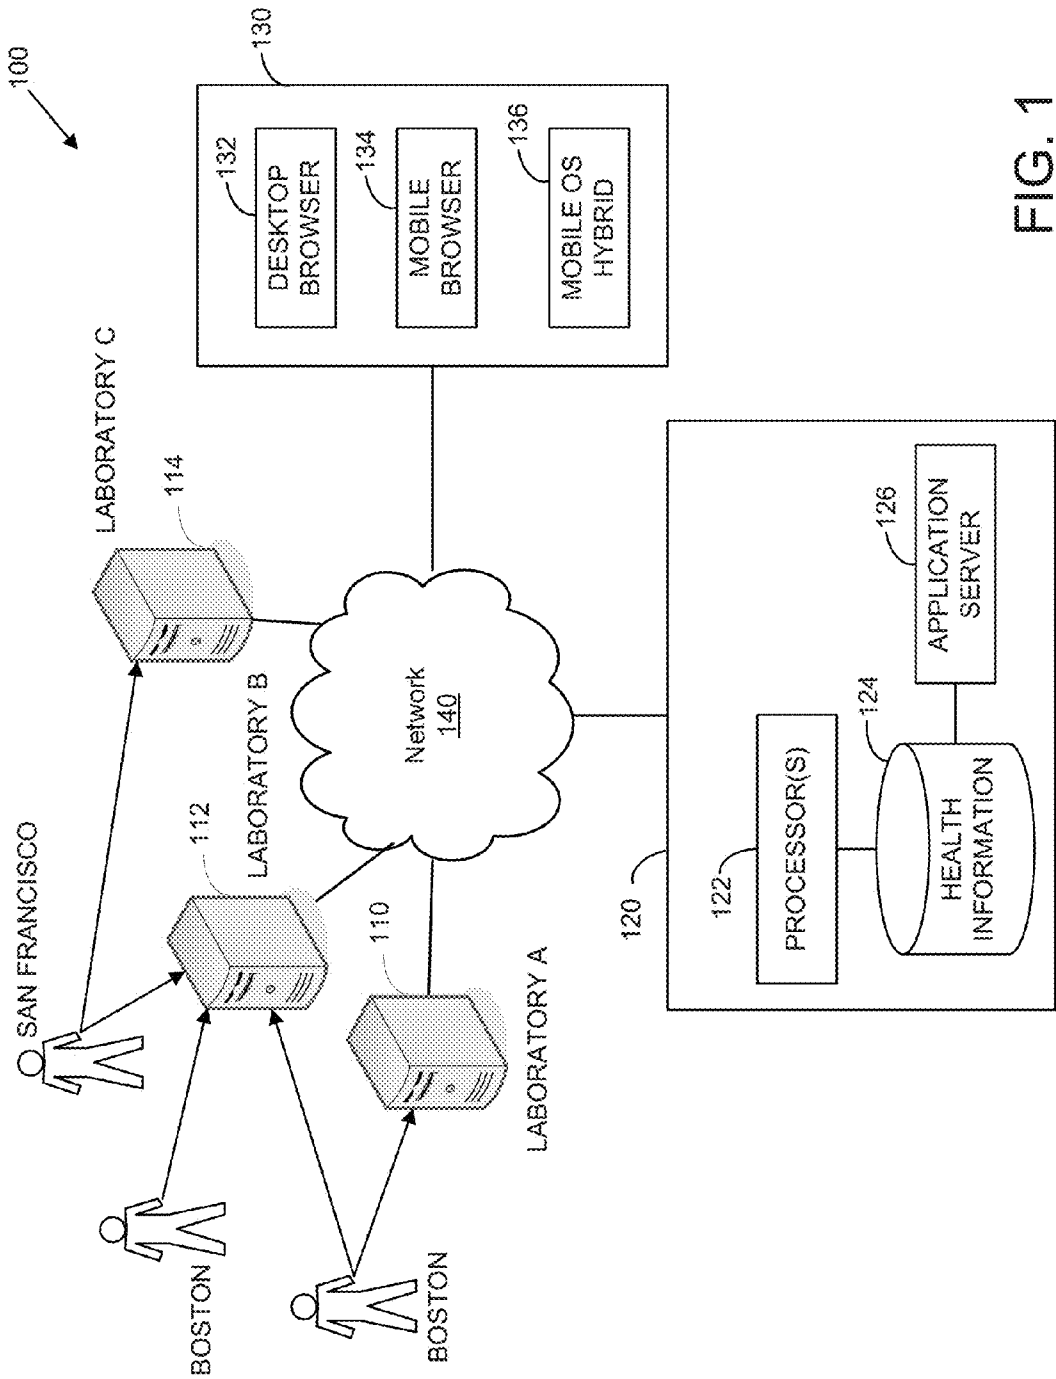 100
SAN FRANCISCO
LABORATORY C
114
130
132
DESKTOP
BROWSER
134
MOBILE
BROWSER
136
MOBILE OS
HYBRID
BOSTON
112
LABORATORY B
BOSTON
110
LABORATORY A
Network
140
120
122
PROCESSOR(S)
124
HEALTH
INFORMATION
126
APPLICATION
SERVER
FIG. 1